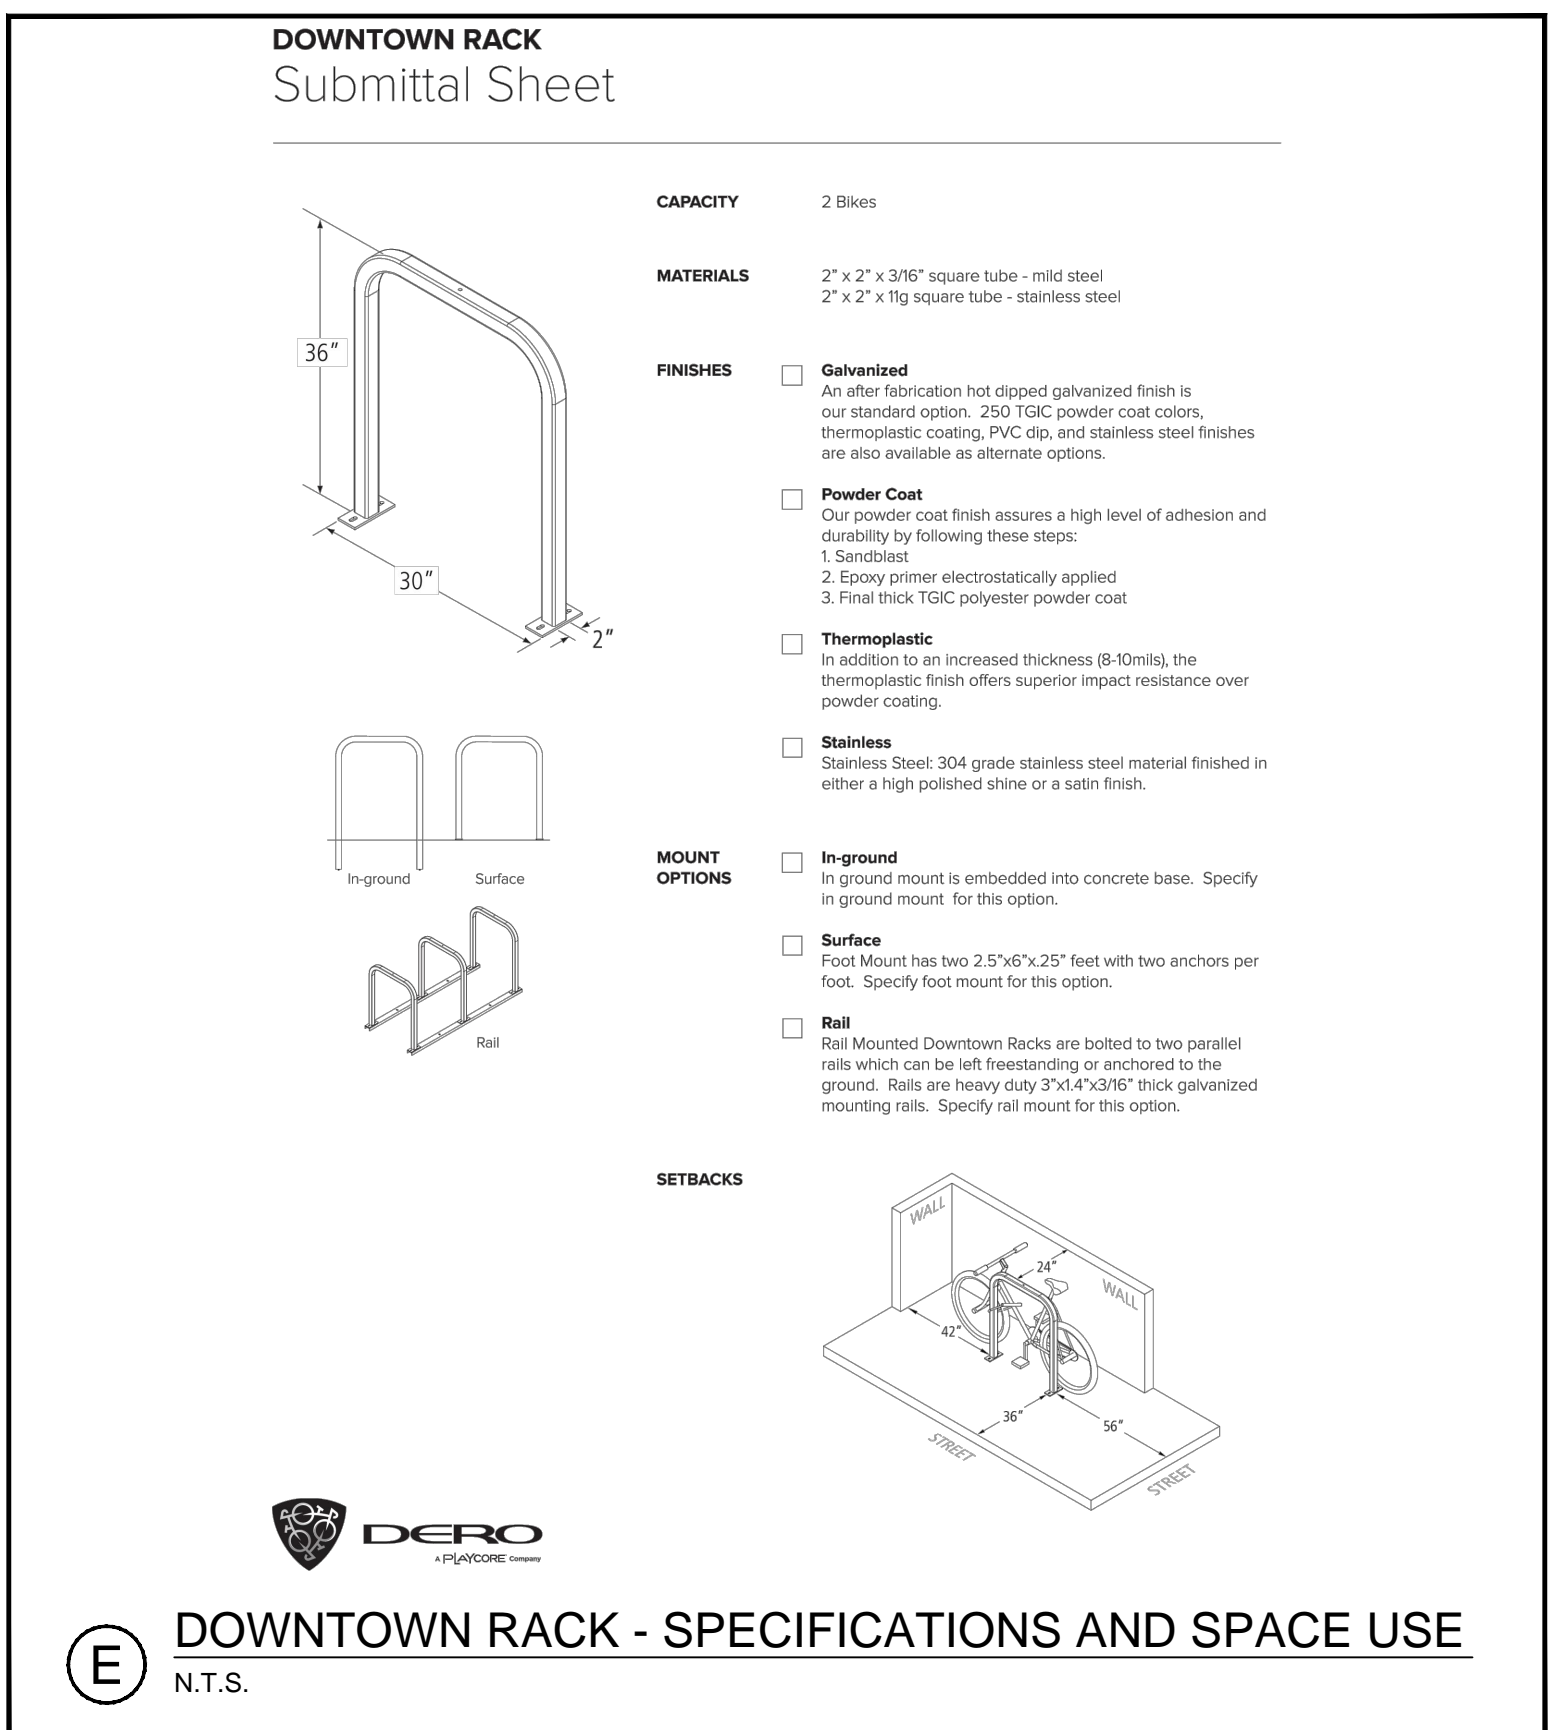 DOWNTOWN RACK
Submittal Sheet
36”
30”
2”
In-ground
Surface
Rail
CAPACITY
2 Bikes
MATERIALS
2” x 2” x 3/16” square tube - mild steel
2” x 2” x 11g square tube - stainless steel
FINISHES
Galvanized
An after fabrication hot dipped galvanized finish is
our standard option.  250 TGIC powder coat colors,
thermoplastic coating, PVC dip, and stainless steel finishes
are also available as alternate options.
Powder Coat
Our powder coat finish assures a high level of adhesion and
durability by following these steps:
1. Sandblast
2. Epoxy primer electrostatically applied
3. Final thick TGIC polyester powder coat
Thermoplastic
In addition to an increased thickness (8-10mils), the
thermoplastic finish offers superior impact resistance over
powder coating.
Stainless
Stainless Steel: 304 grade stainless steel material finished in
either a high polished shine or a satin finish.
MOUNT
OPTIONS
In-ground
In ground mount is embedded into concrete base.  Specify
in ground mount  for this option.
Surface
Foot Mount has two 2.5”x6”x.25” feet with two anchors per
foot.  Specify foot mount for this option.
Rail
Rail Mounted Downtown Racks are bolted to two parallel
rails which can be left freestanding or anchored to the
ground.  Rails are heavy duty 3”x1.4”x3/16” thick galvanized
mounting rails.  Specify rail mount for this option.
SETBACKS
WALL
24”
WALL
42”
36”
56”
STREET
STREET
DERO
A PLAYCORE Company
E
DOWNTOWN RACK - SPECIFICATIONS AND SPACE USE
N.T.S.